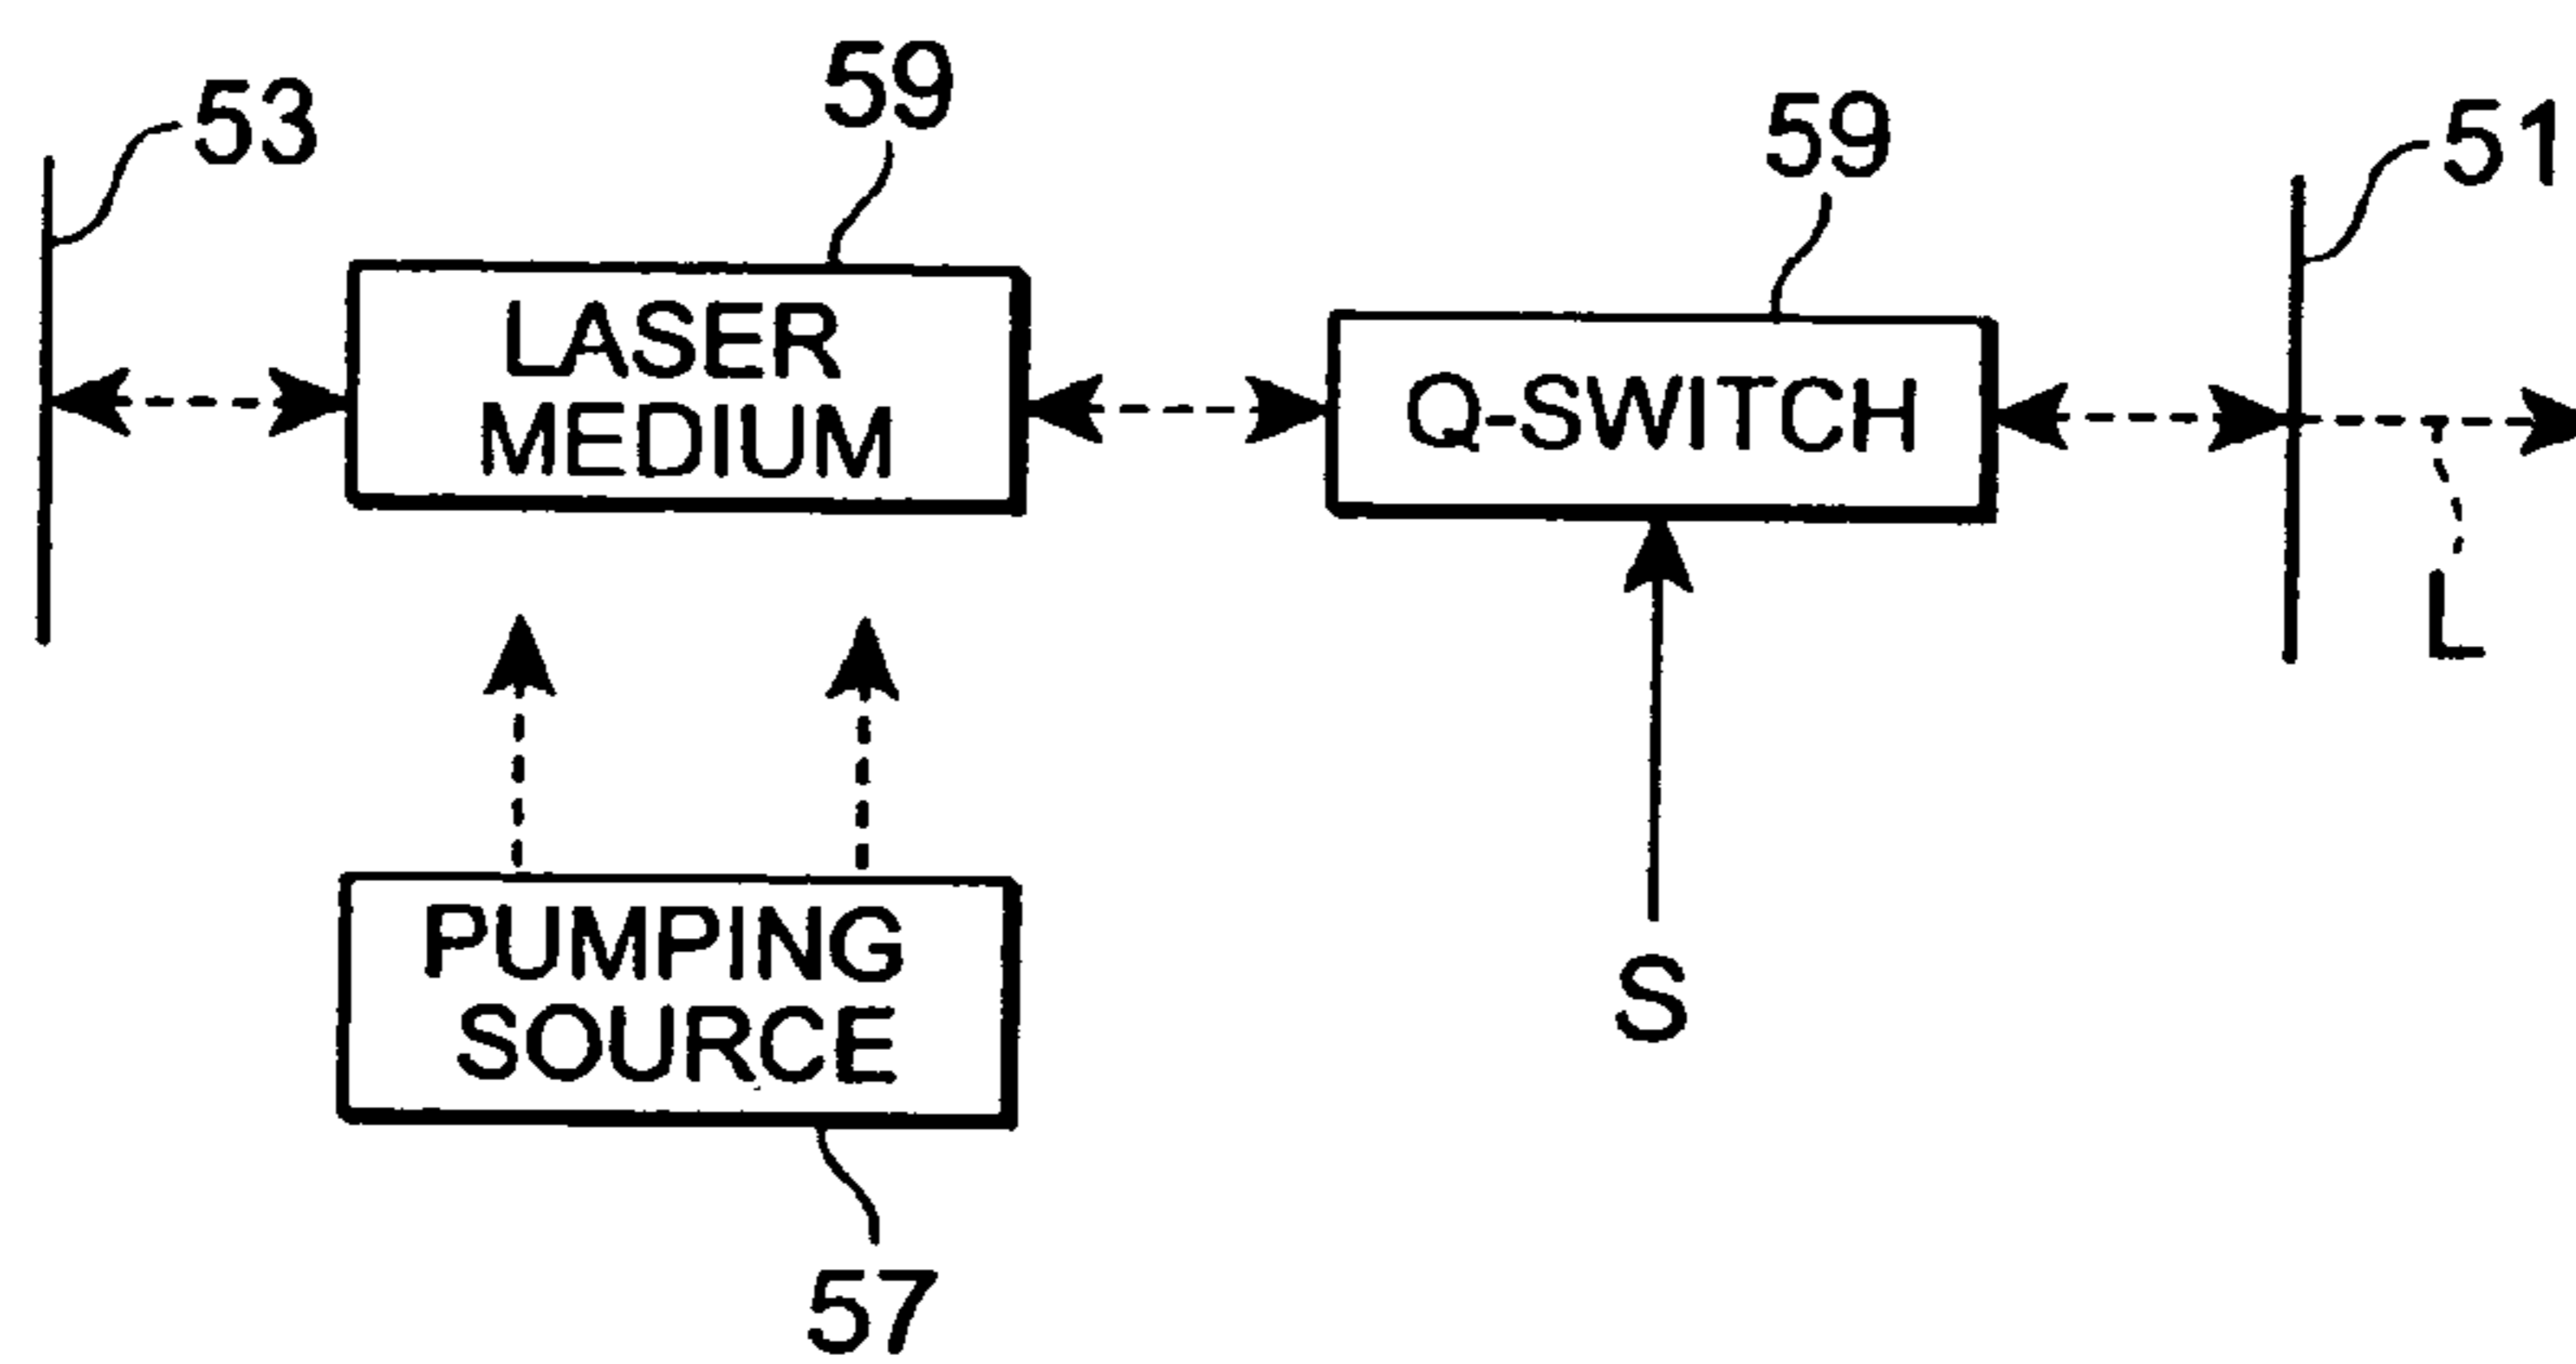 53
59
59
51
LASER
MEDIUM
Q-SWITCH
L
PUMPING
SOURCE
S
57